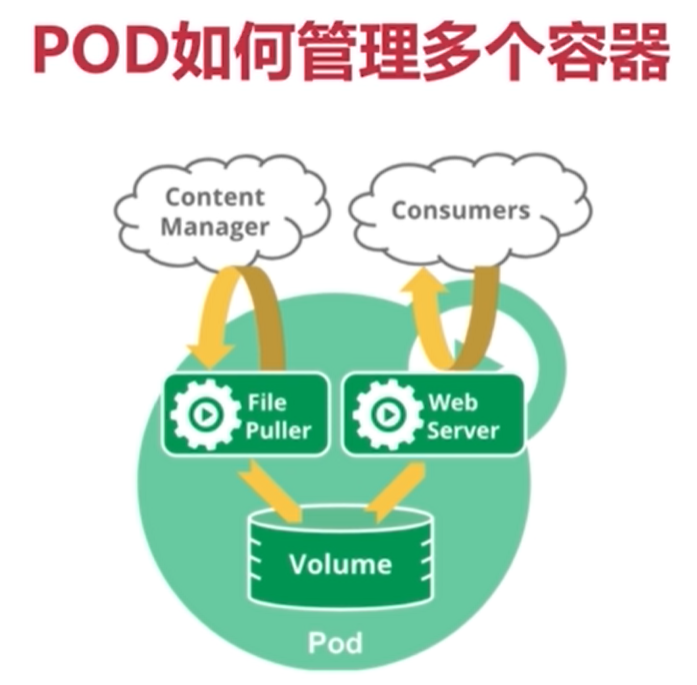 POD如何管理多个容器
Content
Manager
Consumers
File
Puller
Web
Server
Volume
Pod